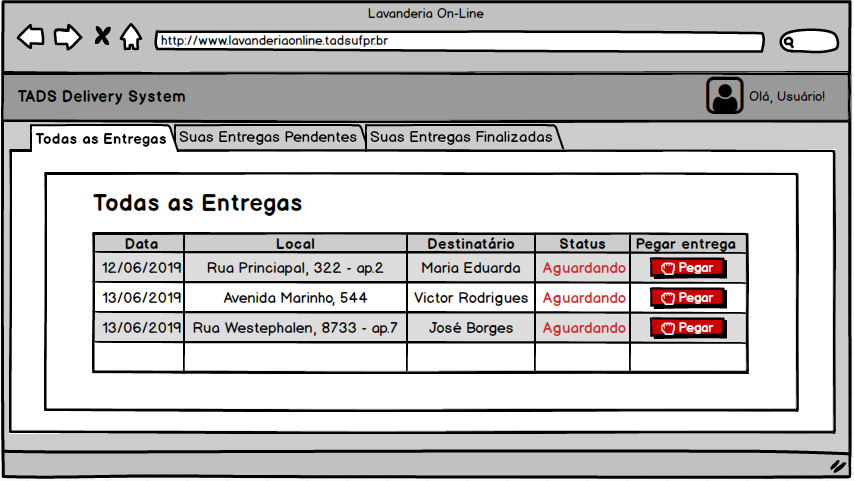 Lavanderia On-Line
http://www.lavanderiaonline.tadsufpr.br
TADS Delivery System
Olá, Usuário!
Todas as Entregas Suas Entregas Pendentes Suas Entregas Finalizadas
Todas as Entregas
Data Local Destinatário Status Pegar entrega
12/06/2019 Rua Princiapal, 322 - ap.2 Maria Eduarda Aguardando Pegar
13/06/2019 Avenida Marinho, 544 Victor Rodrigues Aguardando Pegar
13/06/2019 Rua Westephalen, 8733 - ap.7 José Borges Aguardando Pegar